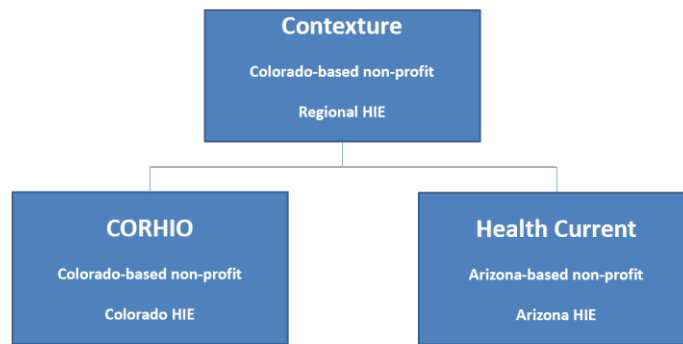 Contexture
Colorado-based non-profit
Regional HIE
CORHIO
Colorado-based non-profit
Colorado HIE
Health Current
Arizona-based non-profit
Arizona HIE